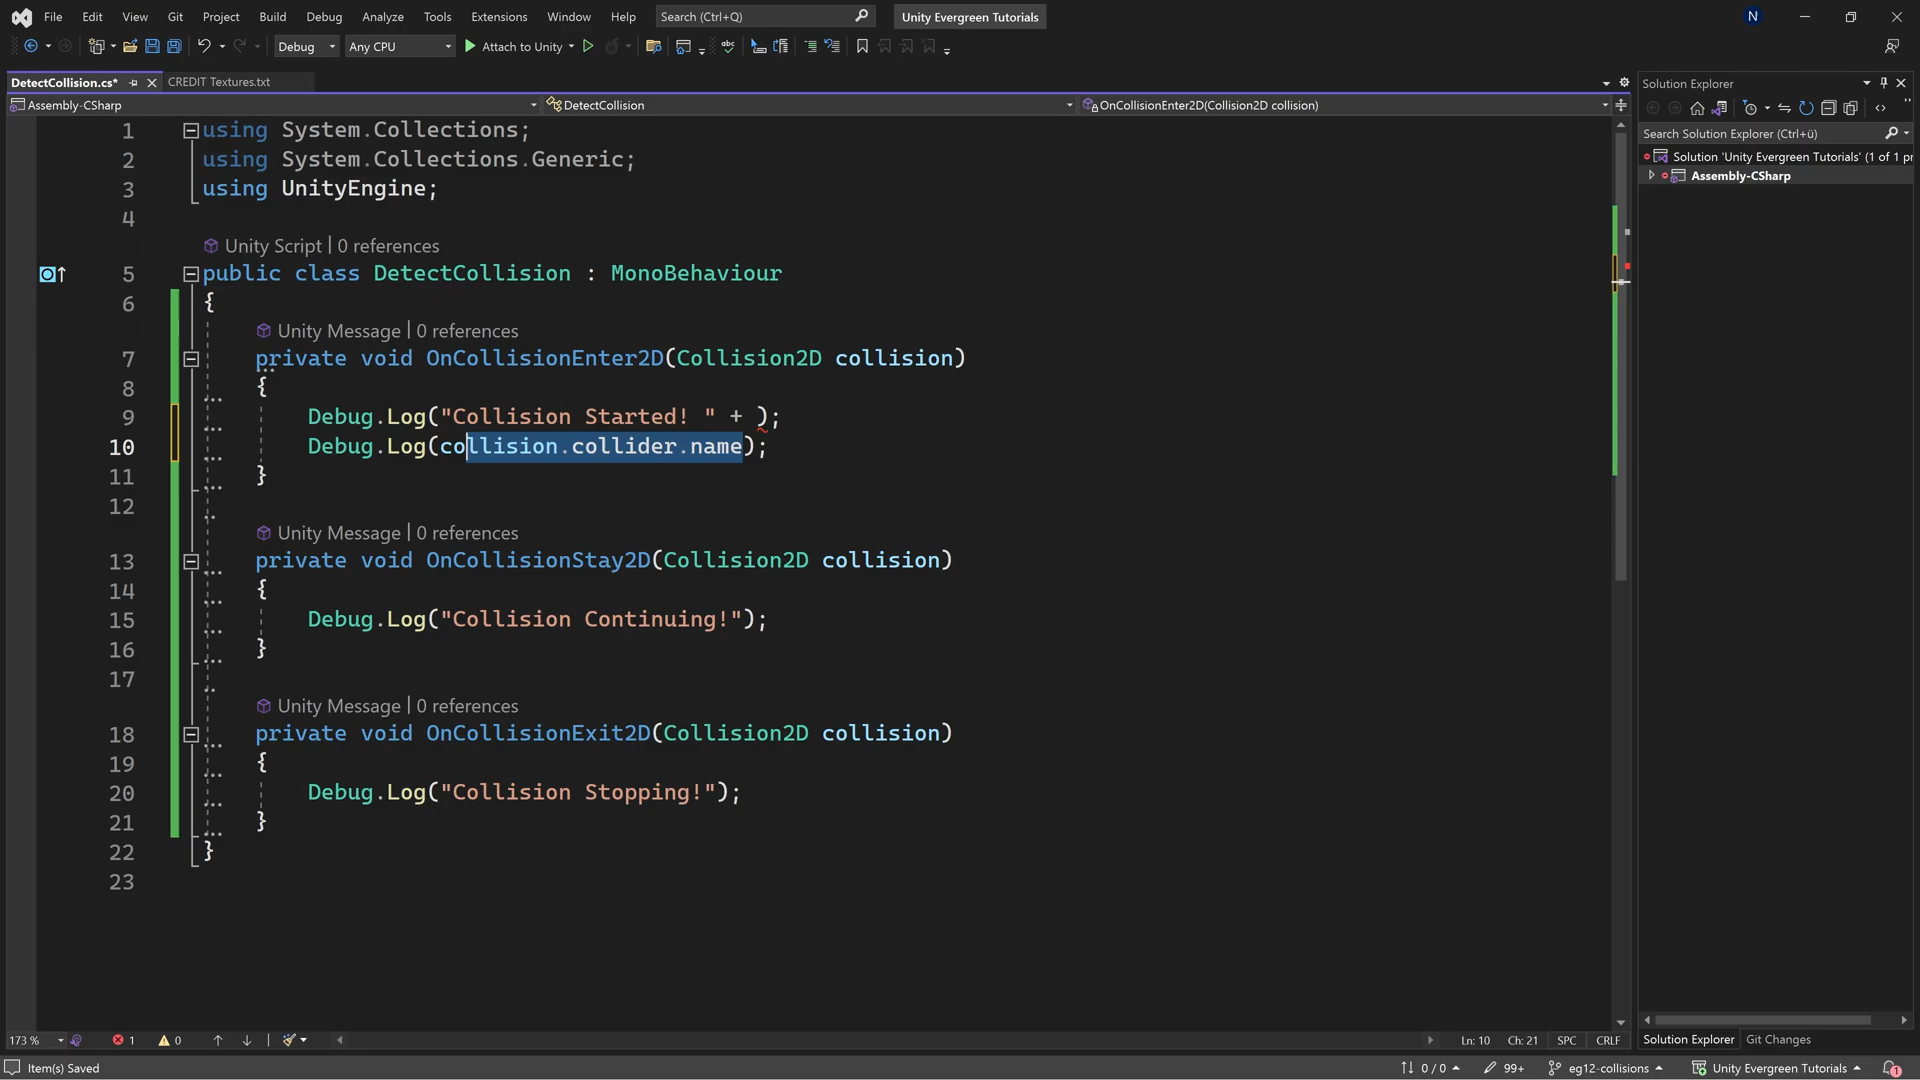 File Edit View Git Project Build Debug Analyze Tools Extensions Window Help Search (Ctrl+Q) Unity Evergreen Tutorials N
Debug Any CPU Attach to Unity
DetectCollision.cs* CREDIT Textures.txt
Assembly-CSharp DetectCollision OnCollisionEnter2D(Collision2D collision)
1 using System.Collections;
2 using System.Collections.Generic;
3 using UnityEngine;
4
Unity Script | 0 references
5 public class DetectCollision : MonoBehaviour
6 {
Unity Message | 0 references
7 private void OnCollisionEnter2D(Collision2D collision)
8 {
9 Debug.Log("Collision Started! " + );
10 Debug.Log(collision.collider.name);
11 }
12
Unity Message | 0 references
13 private void OnCollisionStay2D(Collision2D collision)
14 {
15 Debug.Log("Collision Continuing!");
16 }
17
Unity Message | 0 references
18 private void OnCollisionExit2D(Collision2D collision)
19 {
20 Debug.Log("Collision Stopping!");
21 }
22 }
23
Solution Explorer
Search Solution Explorer (Ctrl+ü)
Solution 'Unity Evergreen Tutorials' (1 of 1 pr
Assembly-CSharp
173 % 1 0 Ln: 10 Ch: 21 SPC CRLF
Solution Explorer Git Changes
Item(s) Saved 0 / 0 99+ eg12-collisions Unity Evergreen Tutorials 1